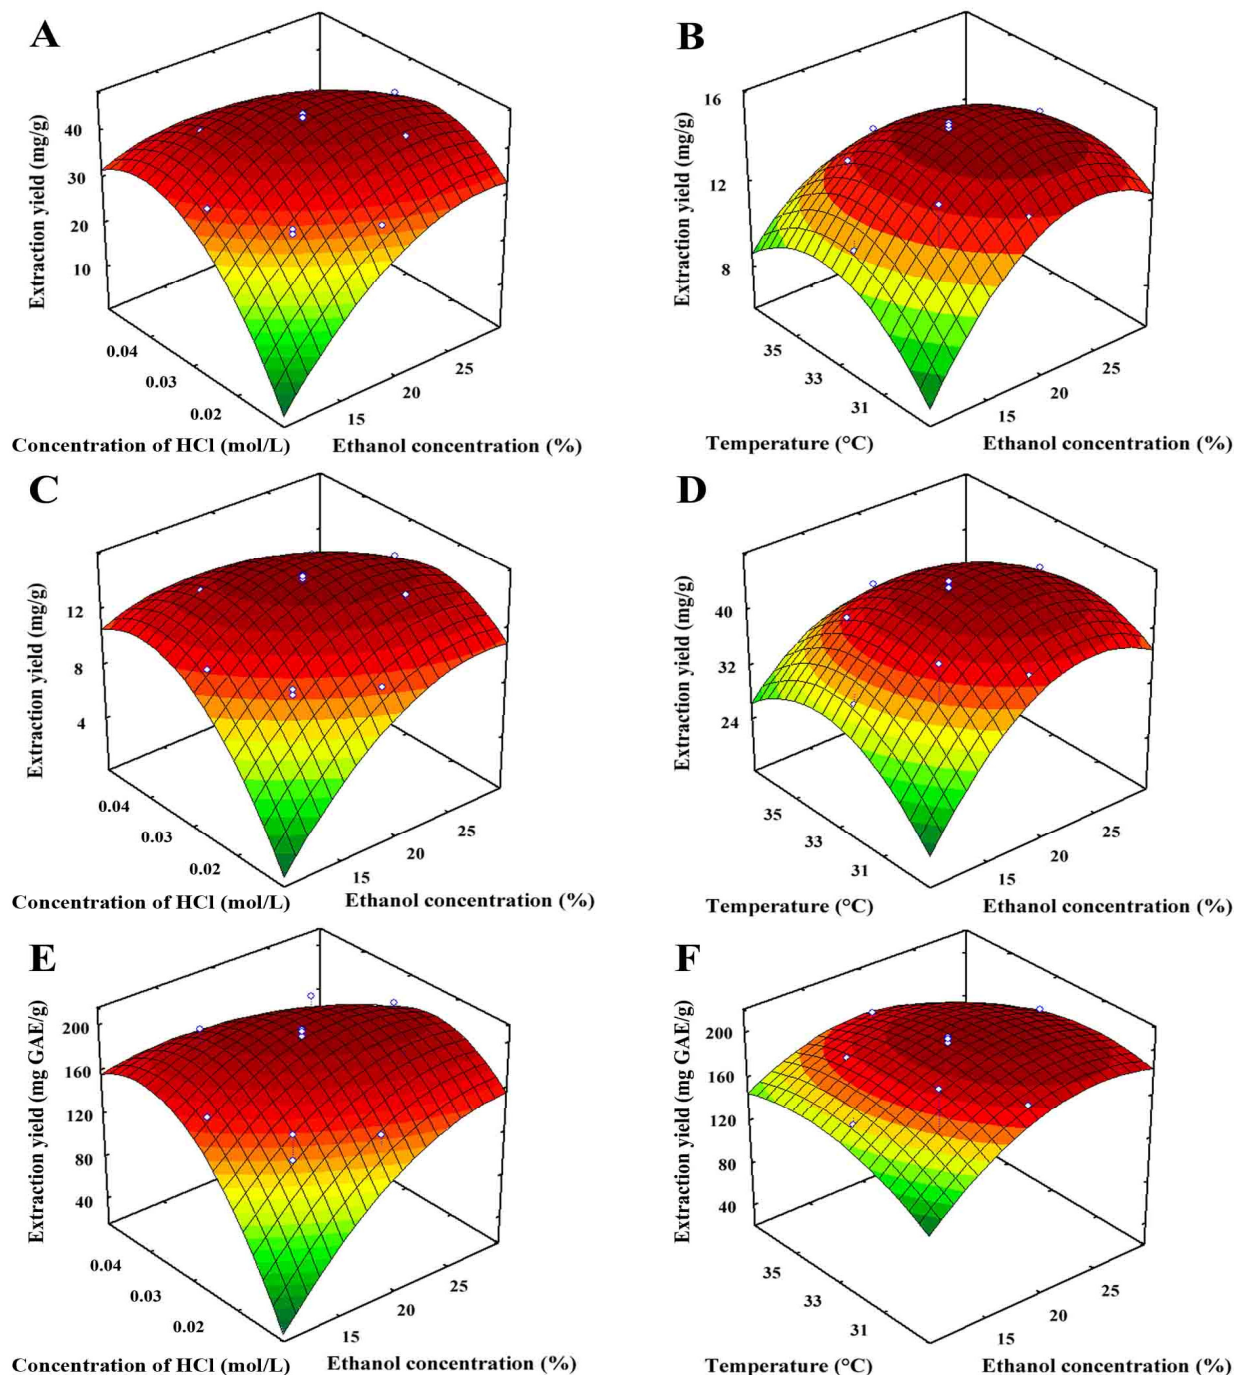 A
Extraction yield (mg/g)
40
30
20
10
0.04
0.03
0.02
15
20
25
Concentration of HCl (mol/L)
Ethanol concentration (%)
B
Extraction yield (mg/g)
16
12
8
35
33
31
15
20
25
Temperature (°C)
Ethanol concentration (%)
C
Extraction yield (mg/g)
12
8
4
0.04
0.03
0.02
15
20
25
Concentration of HCl (mol/L)
Ethanol concentration (%)
D
Extraction yield (mg/g)
40
32
24
35
33
31
15
20
25
Temperature (°C)
Ethanol concentration (%)
E
Extraction yield (mg GAE/g)
200
160
120
80
40
0.04
0.03
0.02
15
20
25
Concentration of HCl (mol/L)
Ethanol concentration (%)
F
Extraction yield (mg GAE/g)
200
160
120
80
40
35
33
31
15
20
25
Temperature (°C)
Ethanol concentration (%)